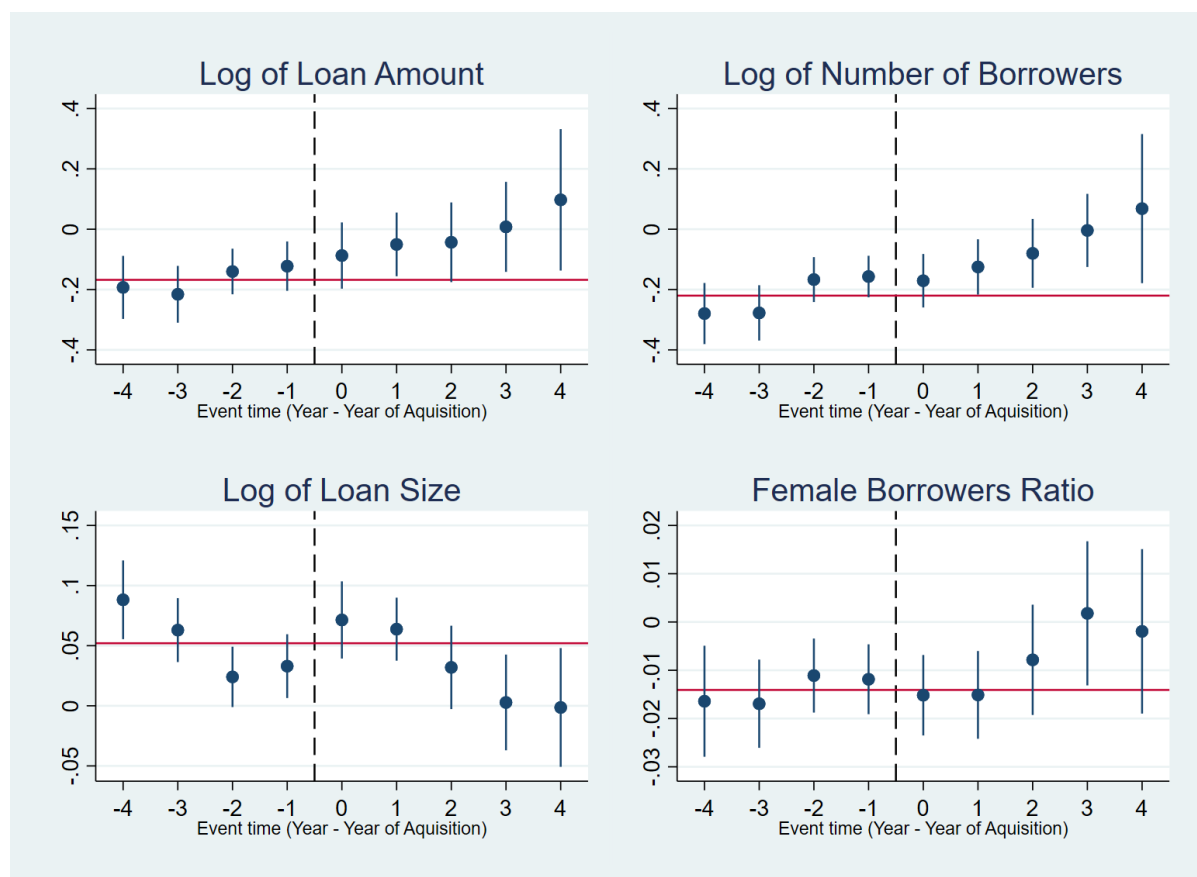 Log of Loan Amount
.4
.2
0
-.2
-.4
-4 -3 -2 -1 0 1 2 3 4
Event time (Year - Year of Aquisition)
Log of Number of Borrowers
.4
.2
0
-.2
-.4
-4 -3 -2 -1 0 1 2 3 4
Event time (Year - Year of Aquisition)
Log of Loan Size
.15
.1
.05
0
-.05
-4 -3 -2 -1 0 1 2 3 4
Event time (Year - Year of Aquisition)
Female Borrowers Ratio
.02
.01
0
-.01
-.02
-.03
-4 -3 -2 -1 0 1 2 3 4
Event time (Year - Year of Aquisition)